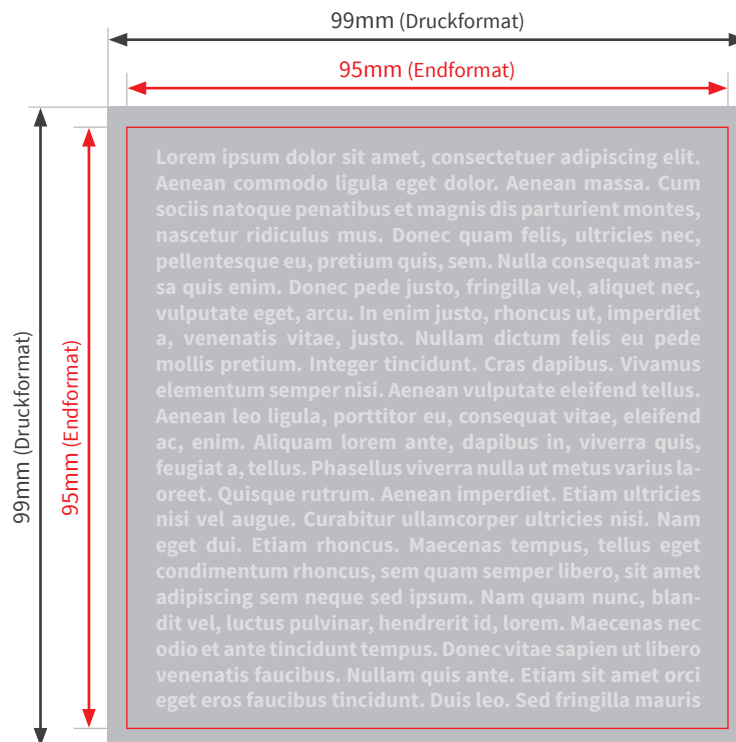 99mm (Druckformat)
95mm (Endformat)
99mm (Druckformat)
95mm (Endformat)
Lorem ipsum dolor sit amet, consectetuer adipiscing elit.
Aenean commodo ligula eget dolor. Aenean massa. Cum
sociis natoque penatibus et magnis dis parturient montes,
nascetur ridiculus mus. Donec quam felis, ultricies nec,
pellentesque eu, pretium quis, sem. Nulla consequat mas-
sa quis enim. Donec pede justo, fringilla vel, aliquet nec,
vulputate eget, arcu. In enim justo, rhoncus ut, imperdiet
a, venenatis vitae, justo. Nullam dictum felis eu pede
mollis pretium. Integer tincidunt. Cras dapibus. Vivamus
elementum semper nisi. Aenean vulputate eleifend tellus.
Aenean leo ligula, porttitor eu, consequat vitae, eleifend
ac, enim. Aliquam lorem ante, dapibus in, viverra quis,
feugiat a, tellus. Phasellus viverra nulla ut metus varius la-
oreet. Quisque rutrum. Aenean imperdiet. Etiam ultricies
nisi vel augue. Curabitur ullamcorper ultricies nisi. Nam
eget dui. Etiam rhoncus. Maecenas tempus, tellus eget
condimentum rhoncus, sem quam semper libero, sit amet
adipiscing sem neque sed ipsum. Nam quam nunc, blan-
dit vel, luctus pulvinar, hendrerit id, lorem. Maecenas nec
odio et ante tincidunt tempus. Donec vitae sapien ut libero
venenatis faucibus. Nullam quis ante. Etiam sit amet orci
eget eros faucibus tincidunt. Duis leo. Sed fringilla mauris